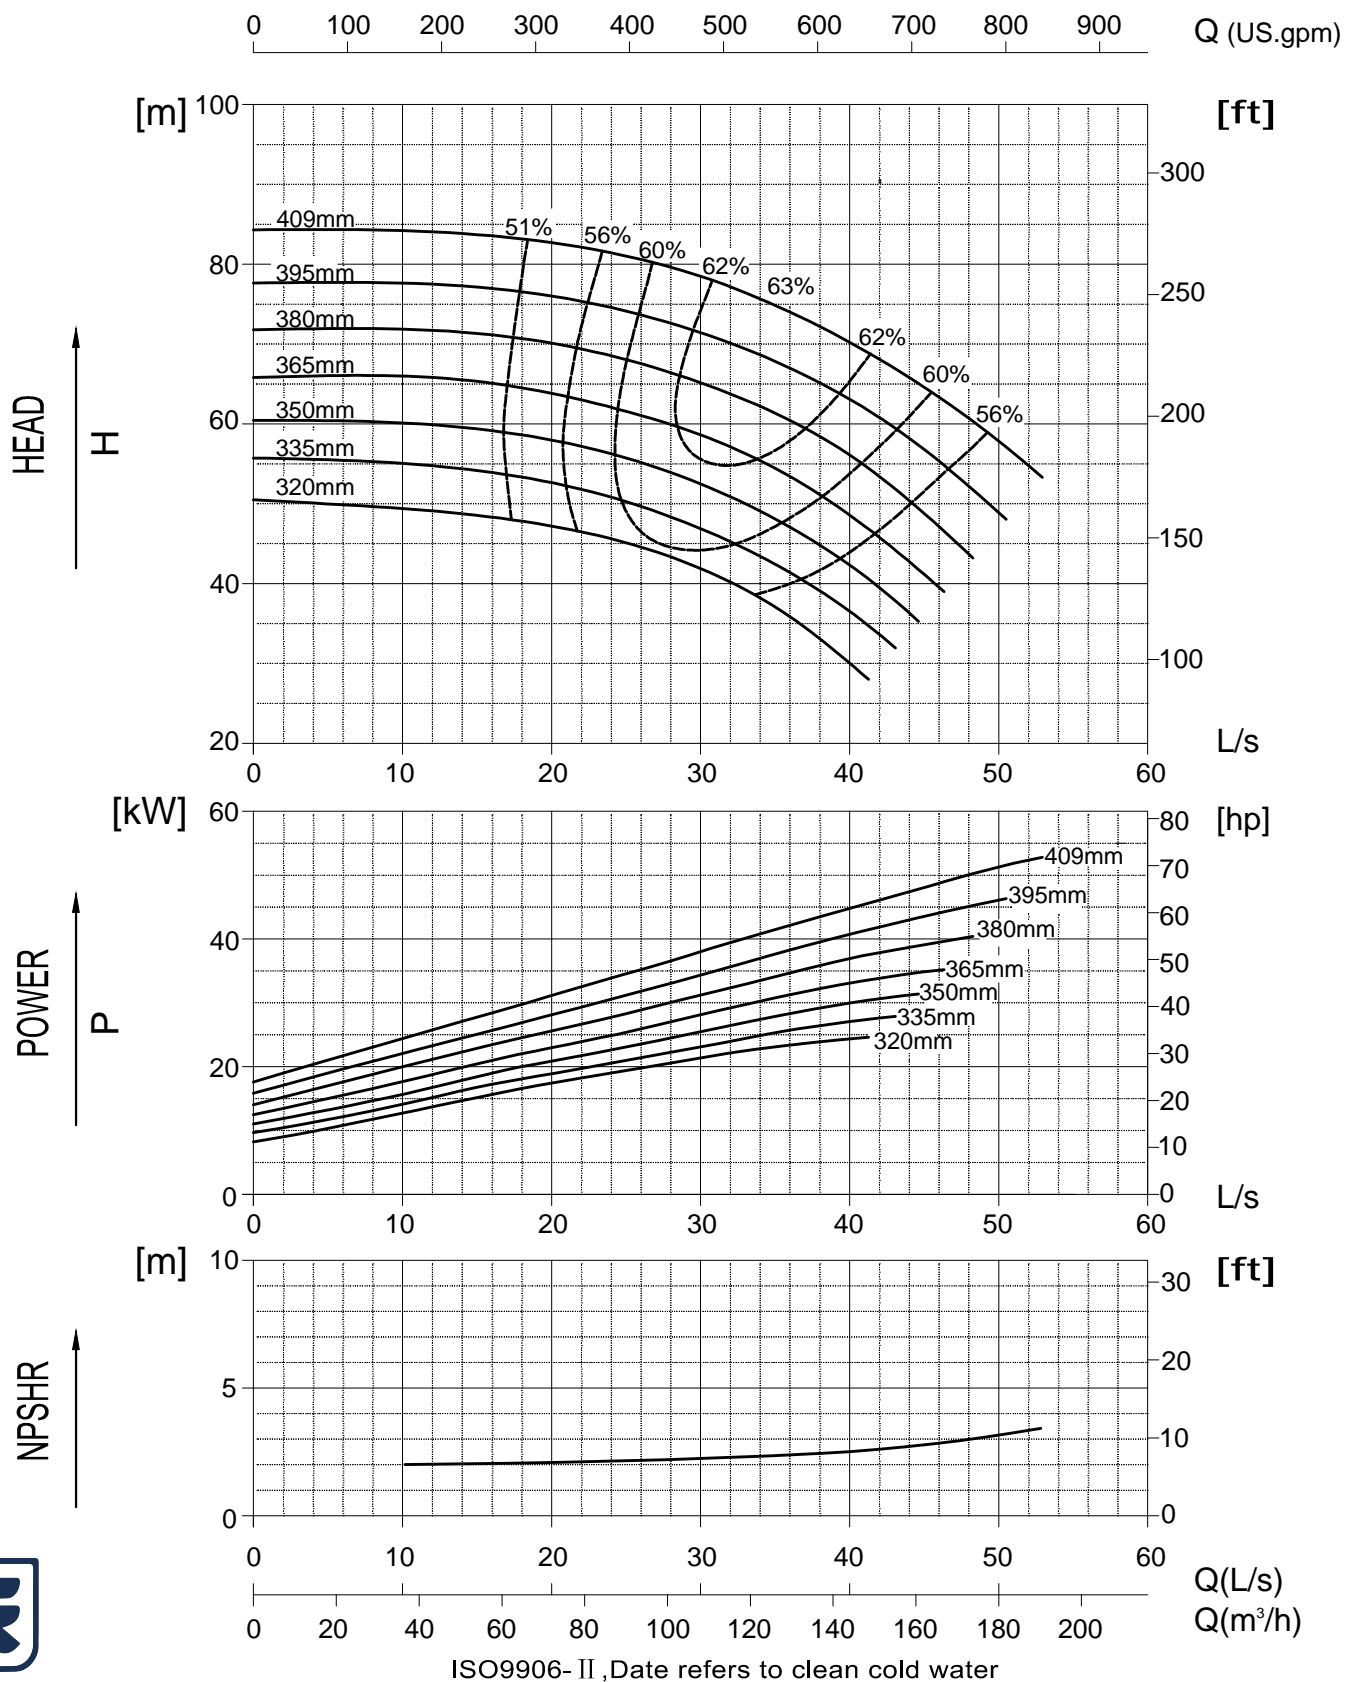 0 100 200 300 400 500 600 700 800 900 Q (US.gpm)
[m] 100 [ft]
300
409mm 51% 56% 60% 62% 63%
80
395mm 250
380mm 62%
365mm 60%
350mm 56% 200
60
335mm
320mm
150
40
100
20 L/s
0 10 20 30 40 50 60
HEAD
H
[kW] 60 80 [hp]
409mm 70
395mm 60
40 380mm 50
365mm
350mm 40
335mm
320mm 30
20 20
10
0 0 L/s
0 10 20 30 40 50 60
POWER
P
[m] 10 30 [ft]
20
5
10
0 0
NPSHR
0 10 20 30 40 50 60
Q(L/s)
0 20 40 60 80 100 120 140 160 180 200 Q(m³/h)
ISO9906-Ⅱ,Date refers to clean cold water